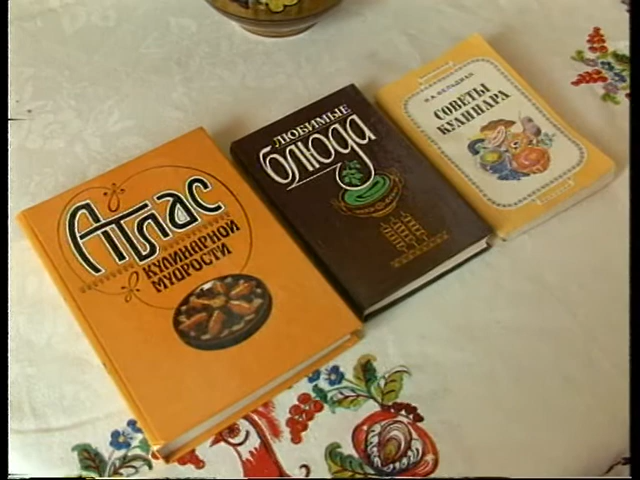 Атлас
КУЛИНАРНОЙ
МУДРОСТИ
ЛЮБИМЫЕ
блюда
СОВЕТЫ
КУЛИНАРА